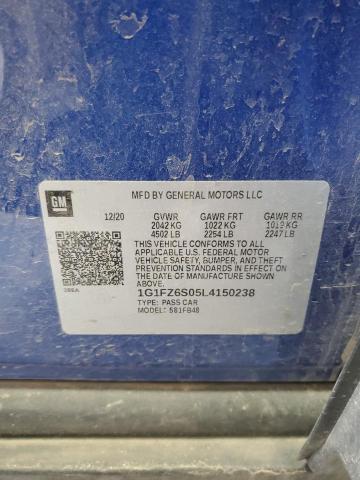 GM
MFD BY GENERAL MOTORS LLC
12/20 GVWR GAWR FRT GAWR RR
2042 KG 1022 KG 1019 KG
4502 LB 2254 LB 2247 LB
THIS VEHICLE CONFORMS TO ALL
APPLICABLE U.S. FEDERAL MOTOR
VEHICLE SAFETY, BUMPER, AND THEFT
PREVENTION STANDARDS IN EFFECT ON
THE DATE OF MANUFACTURE SHOWN
ABOVE.
1G1FZ6S05L4150238
TYPE: PASS CAR
MODEL: 581FB48